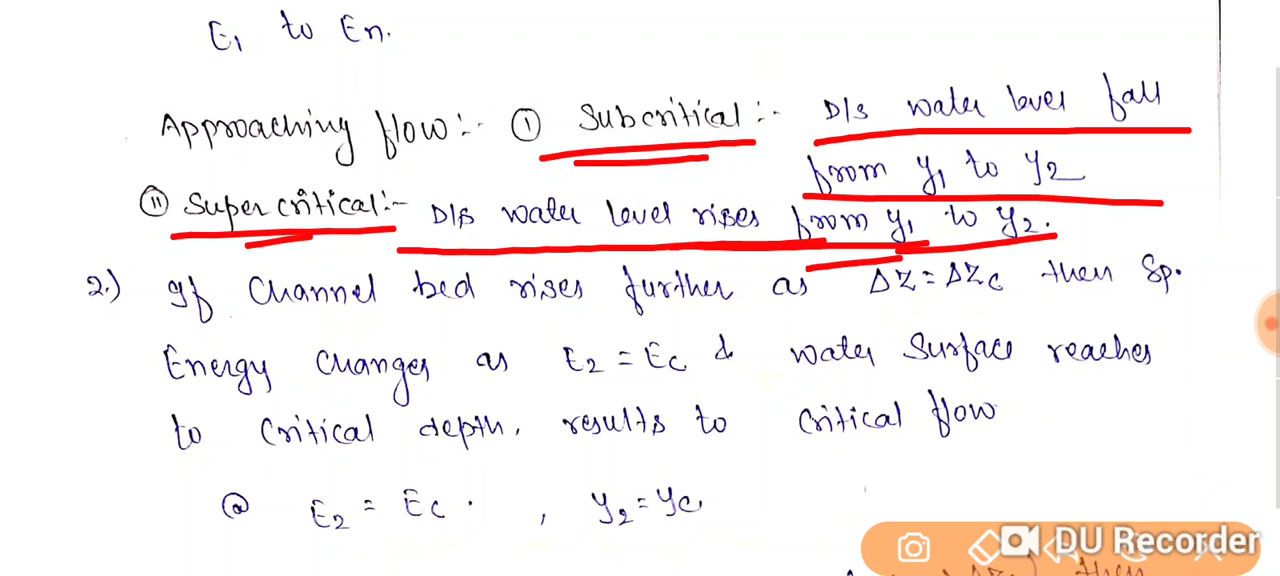 E1 to En.
Approaching flow:- ① Subcritical:- D/s water level fall
from y1 to y2
⑪ Supercritical:- D/s water level rises from y1 to y2.
2.) If Channel bed rises further as ΔZ=ΔZc then Sp.
Energy Changes as E2 = Ec & water Surface reaches
to Critical depth, results to Critical flow
@ E2 = Ec . , y2 = yc
DU Recorder
then